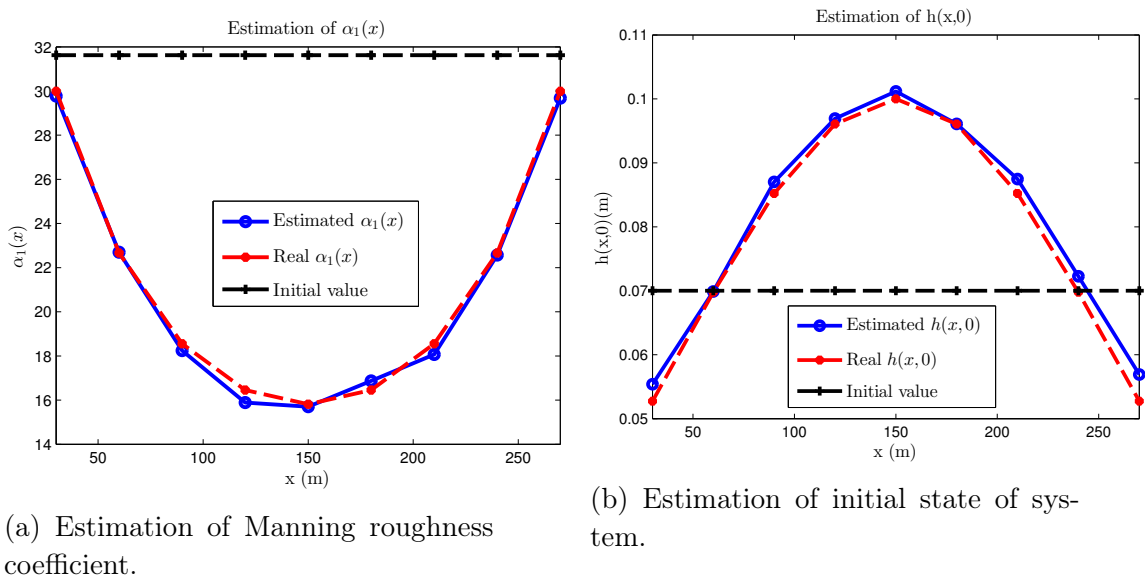 Estimation of α₁(x)
32
30
28
26
24
22
20
18
16
14
α₁(x)
50 100 150 200 250
x (m)
Estimated α₁(x)
Real α₁(x)
Initial value
(a) Estimation of Manning roughness
coefficient.
Estimation of h(x,0)
0.11
0.1
0.09
0.08
0.07
0.06
0.05
h(x,0)(m)
50 100 150 200 250
x (m)
Estimated h(x, 0)
Real h(x, 0)
Initial value
(b) Estimation of initial state of sys-
tem.